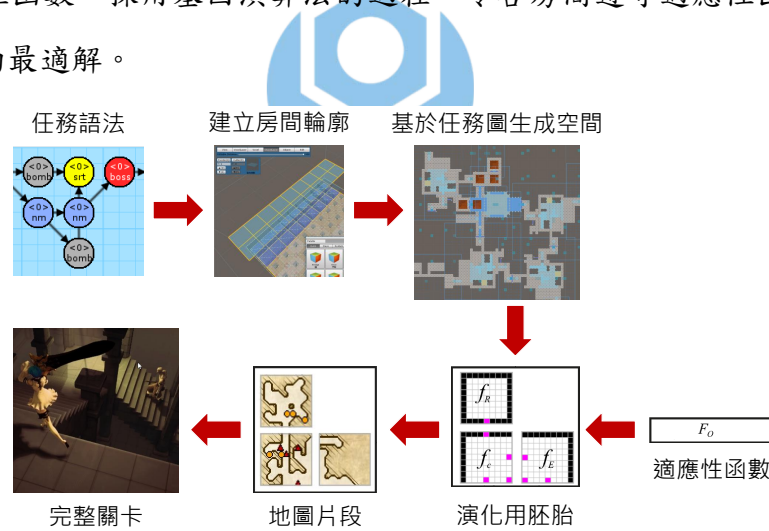 的最適解。
任務語法
建立房間輪廓
基於任務圖生成空間
<0> bomb
<0> srt
<0> boss
<0> nm
<0> nm
<0> bomb
f_R
f_c
f_E
F_O
適應性函數
完整關卡
地圖片段
演化用胚胎